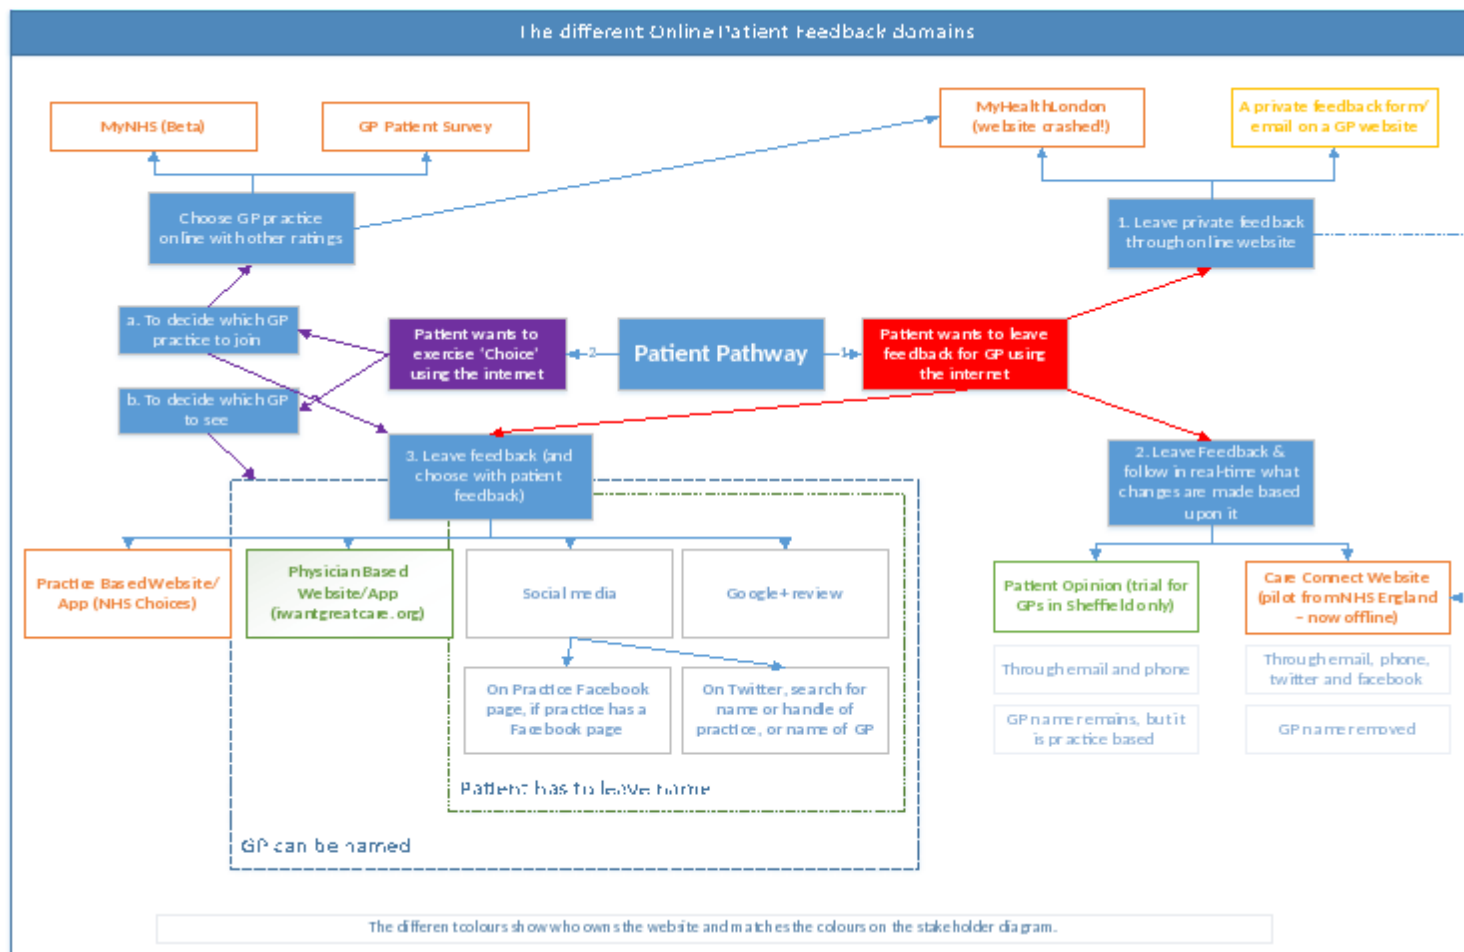 The different Online Patient Feedback domains
MyNHS (Beta)
GP Patient Survey
MyHealthLondon
(website crashed!)
A private feedback form/
email on a GP website
Choose GP practice
online with other ratings
1. Leave private feedback
through online website
a. To decide which GP
practice to join
Patient wants to
exercise 'Choice'
using the internet
2
Patient Pathway
1
Patient wants to leave
feedback for GP using
the internet
b. To decide which GP
to see
3. Leave feedback (and
choose with patient
feedback)
2. Leave Feedback &
follow in real-time what
changes are made based
upon it
Practice Based Website/
App (NHS Choices)
Physician Based
Website/App
(iwantgreatcare.org)
Social media
Google+ review
Patient Opinion (trial for
GPs in Sheffield only)
Care Connect Website
(pilot from NHS England
– now offline)
Through email and phone
Through email, phone,
twitter and facebook
On Practice Facebook
page, if practice has a
Facebook page
On Twitter, search for
name or handle of
practice, or name of GP
GP name remains, but it
is practice based
GP name removed
Patient has to leave name
GP can be named
The different colours show who owns the website and matches the colours on the stakeholder diagram.